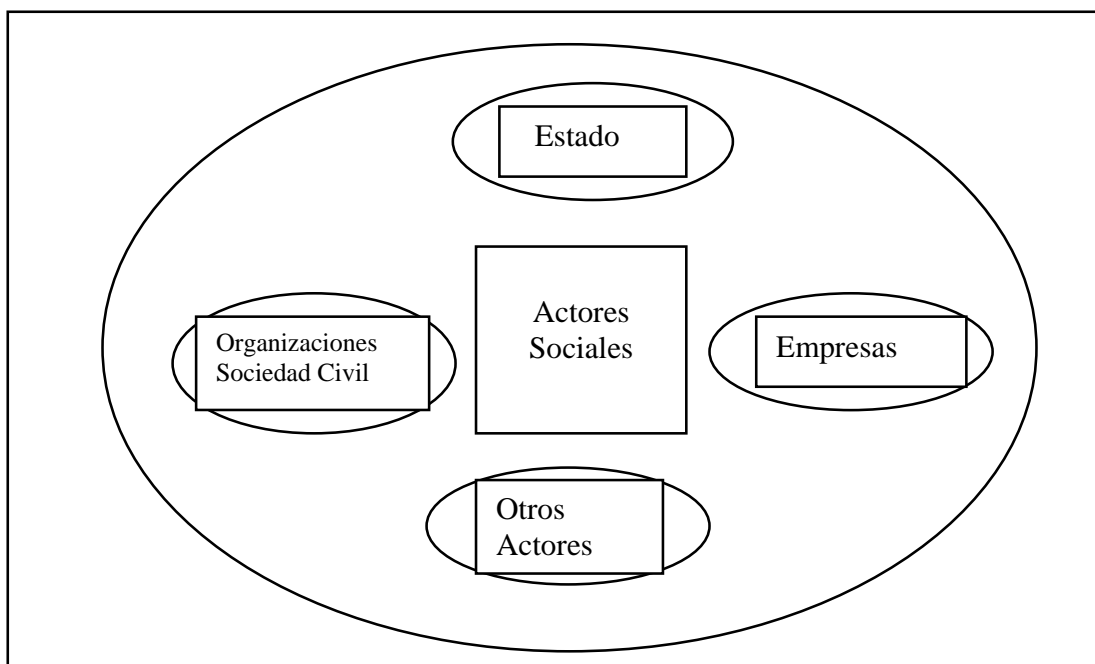 Estado
Actores
Sociales
Organizaciones
Sociedad Civil
Empresas
Otros
Actores